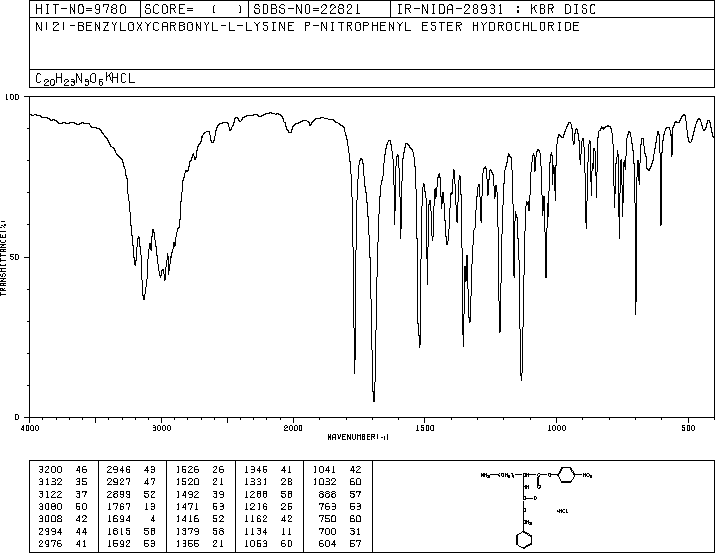 HIT-NO=9780 SCORE= ( ) SDBS-NO=22821 IR-NIDA-28931 : KBR DISC
N(2)-BENZYLOXYCARBONYL-L-LYSINE P-NITROPHENYL ESTER HYDROCHLORIDE
C20H23N3O6·HCL
100
TRANSMITTANCE(%)
50
0
4000 3000 2000 1500 1000 500
WAVENUMBER(-1)
3200 46 2946 49 1526 26 1346 41 1041 42
3132 35 2927 47 1520 21 1331 28 1032 60
3122 37 2899 52 1492 39 1288 58 888 57
3080 50 1767 13 1471 53 1216 25 763 53
3008 42 1694 4 1416 52 1162 42 750 60
2994 44 1615 58 1379 58 1134 11 700 31
2976 41 1592 53 1355 21 1053 60 604 57
·HCL